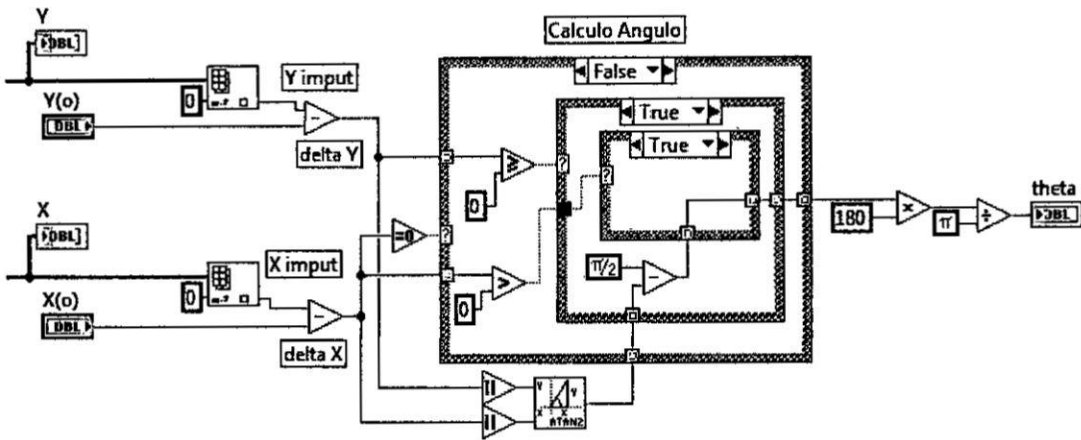 Y
DBL
0
Y imput
Y(o)
DBL
delta Y
X
DBL
0
X imput
X(o)
DBL
delta X
=0
Calculo Angulo
False
True
True
?
?
?
0
>
0
π/2
−
−
−
Y
X
ATAN2
180
×
π
÷
theta
DBL